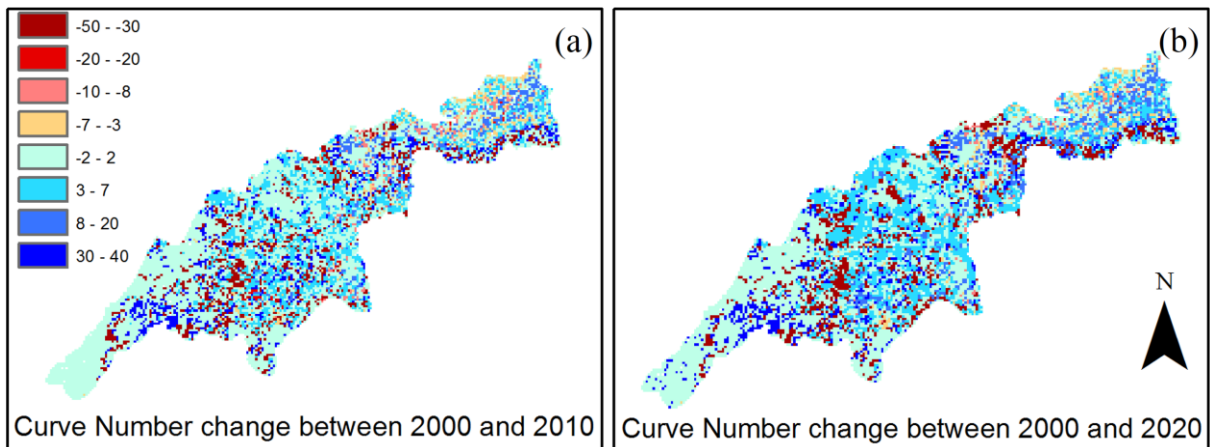 -50 - -30
-20 - -20
-10 - -8
-7 - -3
-2 - 2
3 - 7
8 - 20
30 - 40
(a)
Curve Number change between 2000 and 2010
(b)
N
Curve Number change between 2000 and 2020